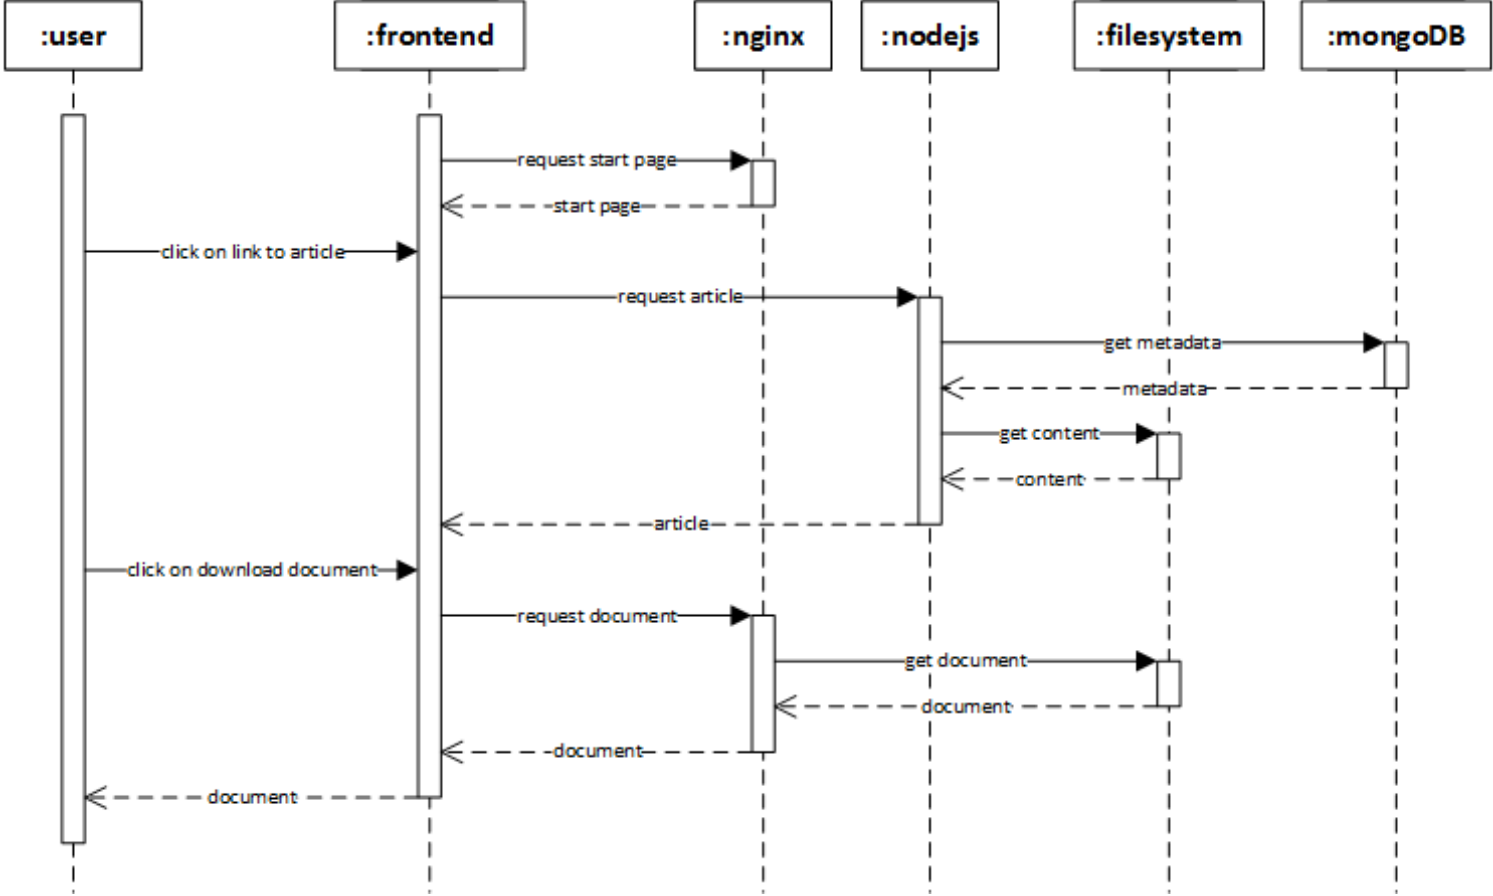 :user
:frontend
:nginx
:nodejs
:filesystem
:mongoDB
request start page
start page
click on link to article
request article
get metadata
metadata
get content
content
article
click on download document
request document
get document
document
document
document